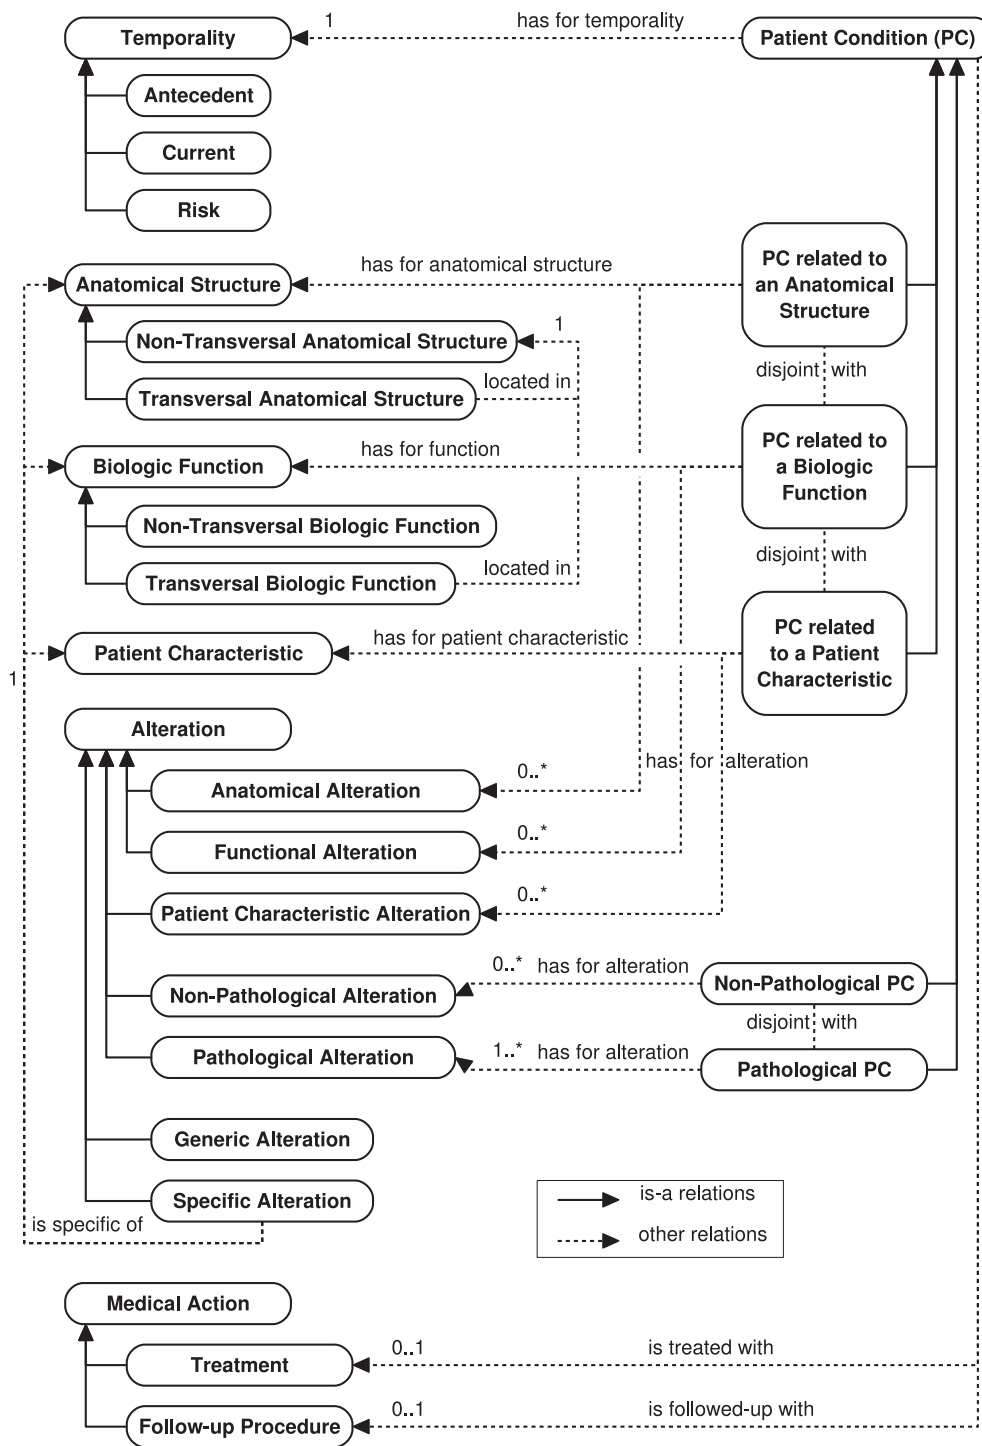 1
has for temporality
Temporality
Patient Condition (PC)
Antecedent
Current
Risk
has for anatomical structure
Anatomical Structure
PC related to
an Anatomical
Structure
1
Non-Transversal Anatomical Structure
located in
Transversal Anatomical Structure
disjoint with
has for function
Biologic Function
PC related to
a Biologic
Function
Non-Transversal Biologic Function
located in
Transversal Biologic Function
disjoint with
has for patient characteristic
Patient Characteristic
PC related
to a Patient
Characteristic
1
Alteration
has for alteration
0..*
Anatomical Alteration
0..*
Functional Alteration
0..*
Patient Characteristic Alteration
0..* has for alteration
Non-Pathological Alteration
Non-Pathological PC
disjoint with
1..* has for alteration
Pathological Alteration
Pathological PC
Generic Alteration
Specific Alteration
is specific of
is-a relations
other relations
Medical Action
0..1
is treated with
Treatment
0..1
is followed-up with
Follow-up Procedure